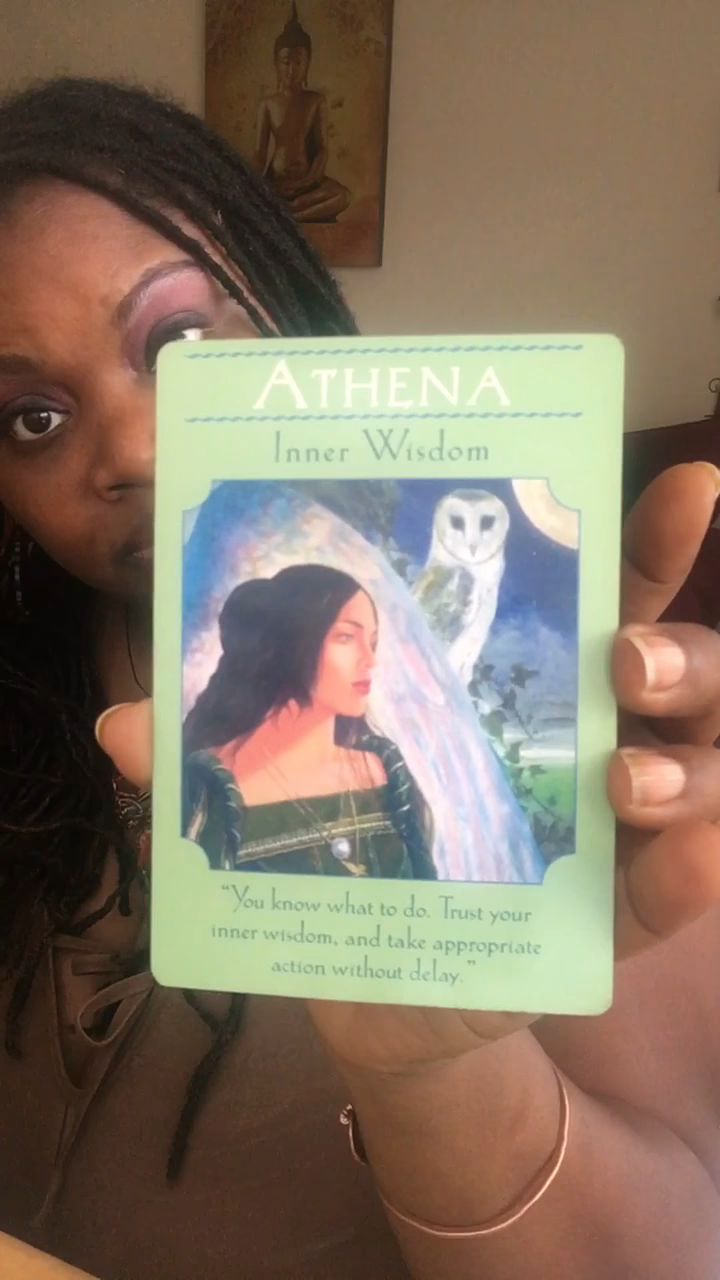 ATHENA
Inner Wisdom
“You know what to do. Trust your
inner wisdom, and take appropriate
action without delay.”